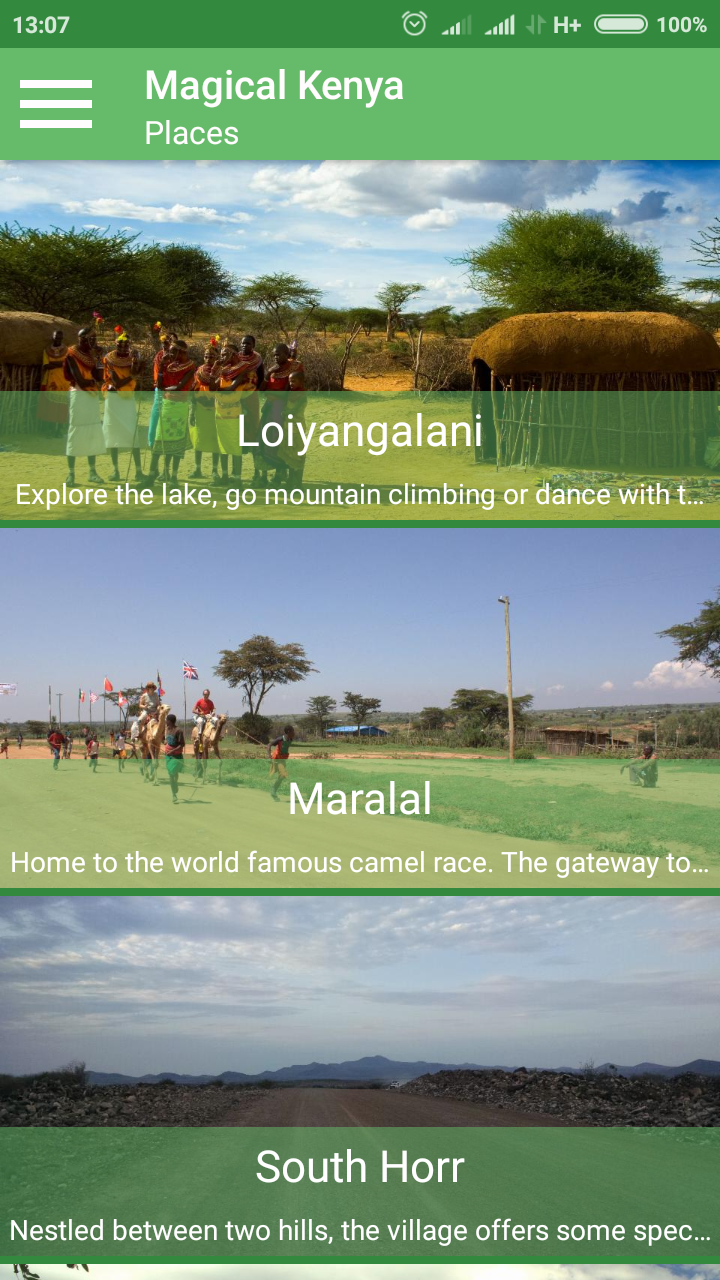 13:07 H+ 100%
Magical Kenya
Places
Loiyangalani
Explore the lake, go mountain climbing or dance with t...
Maralal
Home to the world famous camel race. The gateway to...
South Horr
Nestled between two hills, the village offers some spec...